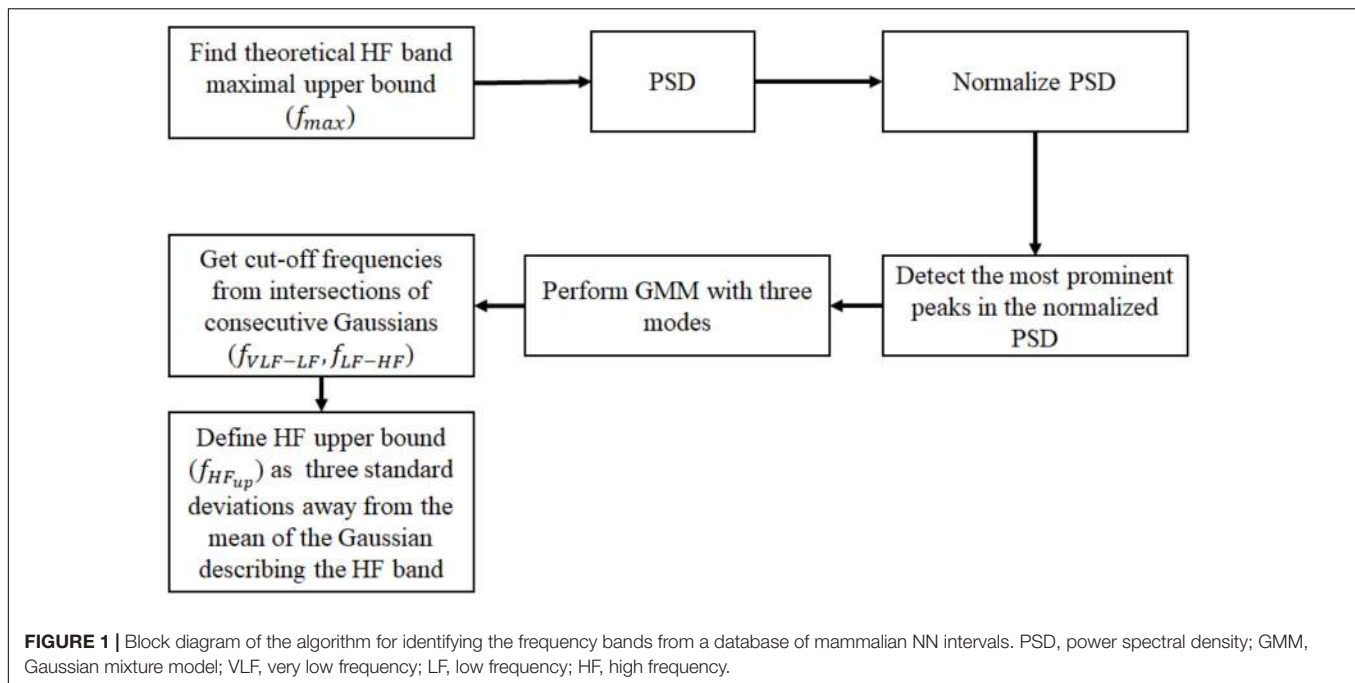 Find theoretical HF band
maximal upper bound
(f_max)
PSD
Normalize PSD
Detect the most prominent
peaks in the normalized
PSD
Perform GMM with three
modes
Get cut-off frequencies
from intersections of
consecutive Gaussians
(f_VLF−LF, f_LF−HF)
Define HF upper bound
(f_HF_up) as three standard
deviations away from the
mean of the Gaussian
describing the HF band
FIGURE 1 | Block diagram of the algorithm for identifying the frequency bands from a database of mammalian NN intervals. PSD, power spectral density; GMM,
Gaussian mixture model; VLF, very low frequency; LF, low frequency; HF, high frequency.